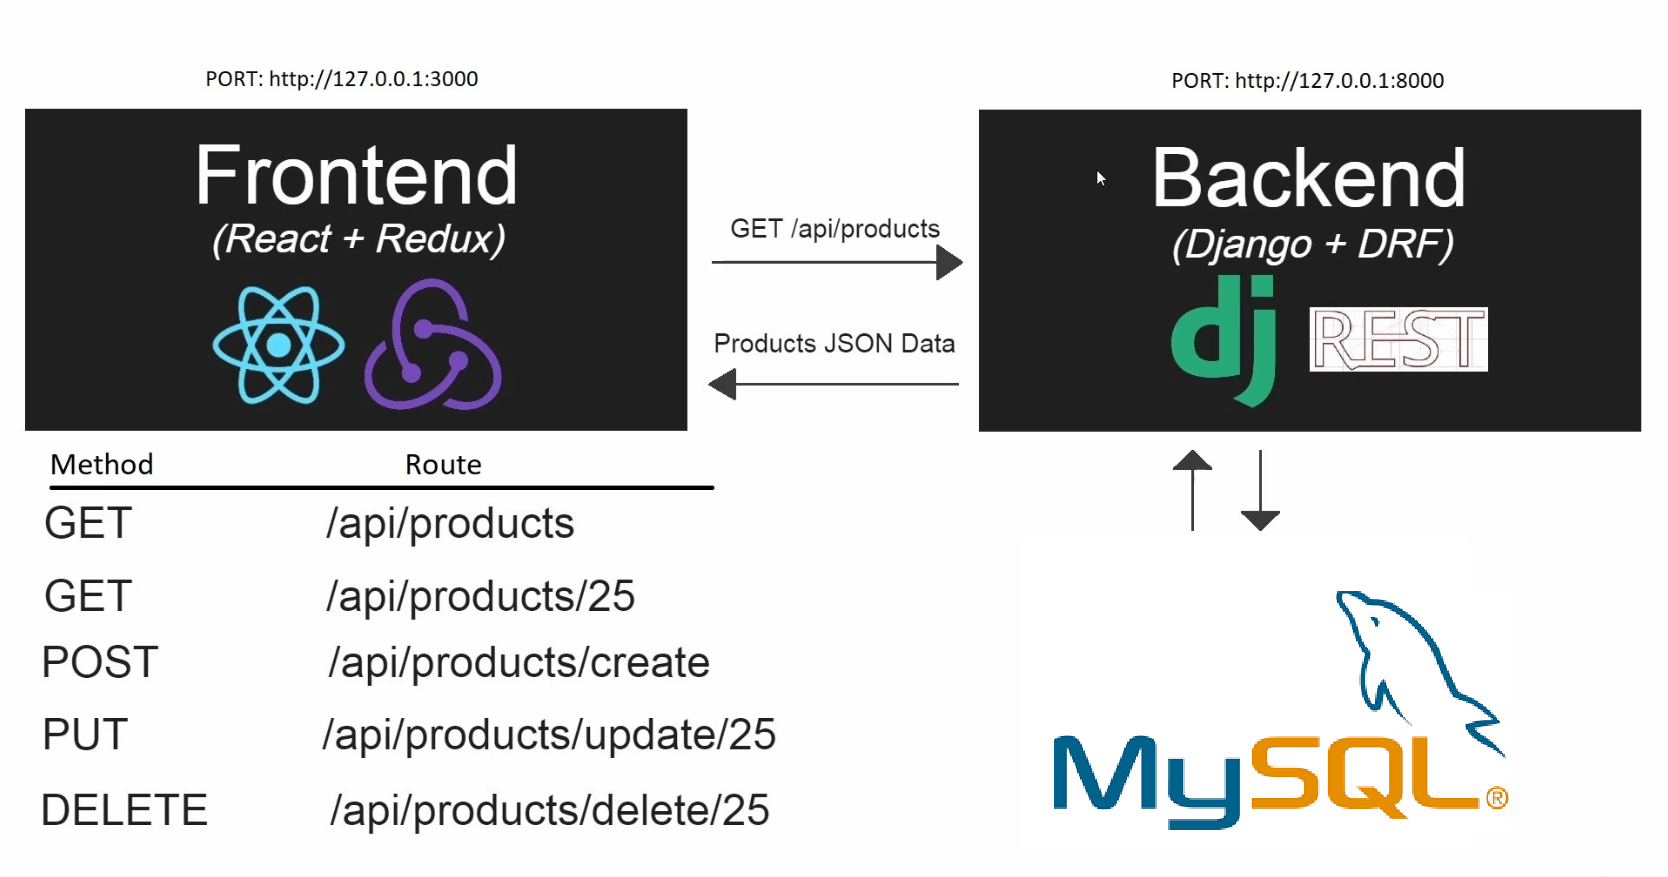 PORT: http://127.0.0.1:3000
Frontend
(React + Redux)
GET /api/products
Products JSON Data
PORT: http://127.0.0.1:8000
Backend
(Django + DRF)
dj
REST
Method Route
GET /api/products
GET /api/products/25
POST /api/products/create
PUT /api/products/update/25
DELETE /api/products/delete/25
MySQL®